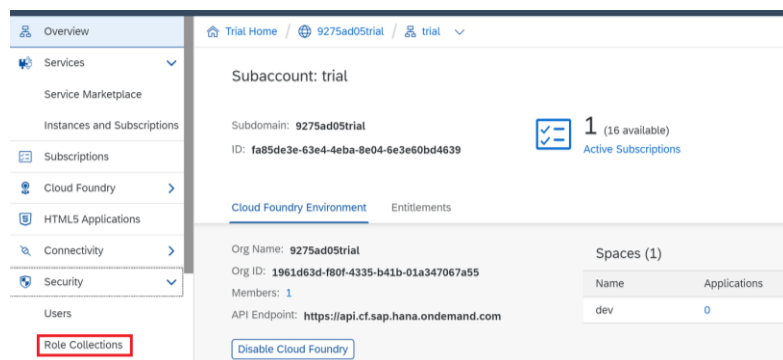 Overview
Services
Service Marketplace
Instances and Subscriptions
Subscriptions
Cloud Foundry
HTML5 Applications
Connectivity
Security
Users
Role Collections
Trial Home / 9275ad05trial / trial
Subaccount: trial
Subdomain: 9275ad05trial
ID: fa85de3e-63e4-4eba-8e04-6e3e60bd4639
1 (16 available)
Active Subscriptions
Cloud Foundry Environment Entitlements
Org Name: 9275ad05trial
Org ID: 1961d63d-f80f-4335-b41b-01a347067a55
Members: 1
API Endpoint: https://api.cf.sap.hana.ondemand.com
Disable Cloud Foundry
Spaces (1)
Name Applications
dev 0